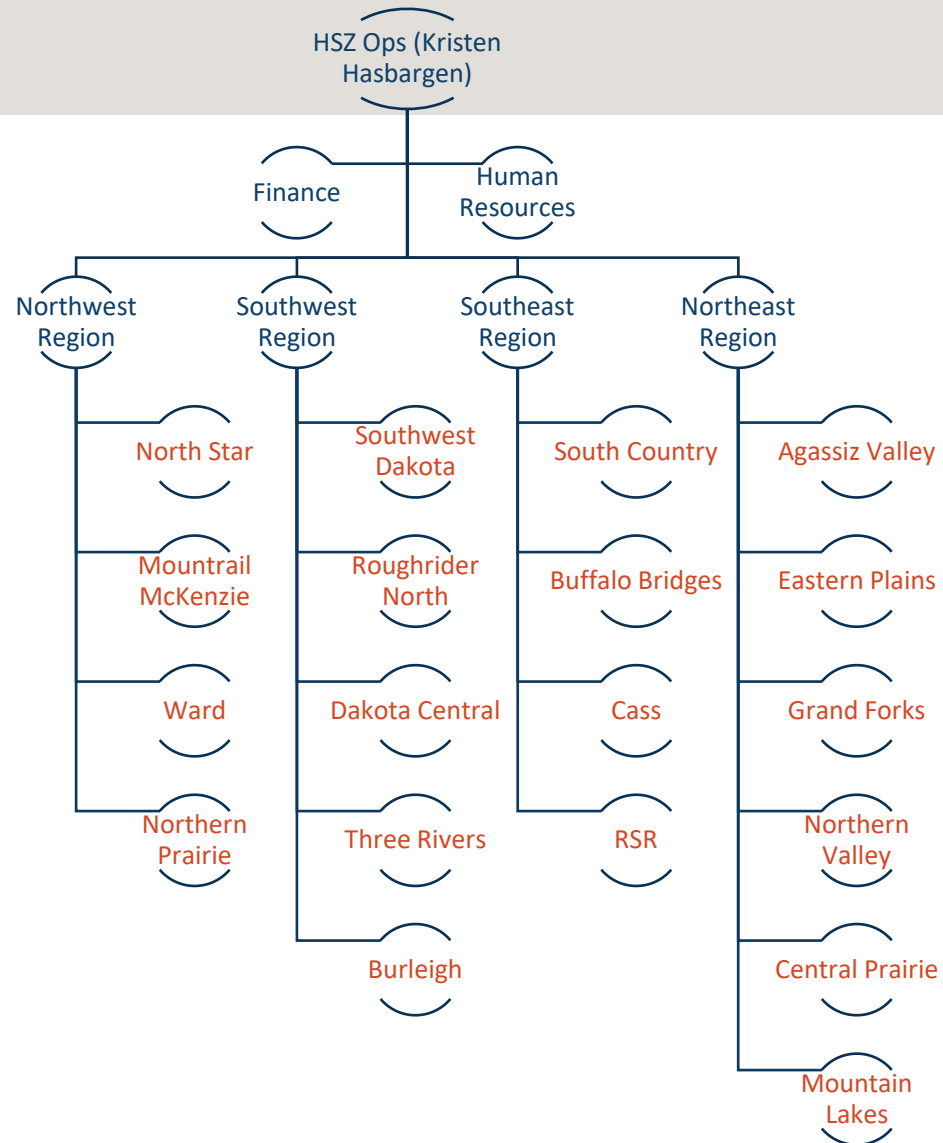 HSZ Ops (Kristen
Hasbargen)
Finance
Human
Resources
Northwest
Region
Southwest
Region
Southeast
Region
Northeast
Region
North Star
Mountrail
McKenzie
Ward
Northern
Prairie
Southwest
Dakota
Roughrider
North
Dakota Central
Three Rivers
Burleigh
South Country
Buffalo Bridges
Cass
RSR
Agassiz Valley
Eastern Plains
Grand Forks
Northern
Valley
Central Prairie
Mountain
Lakes